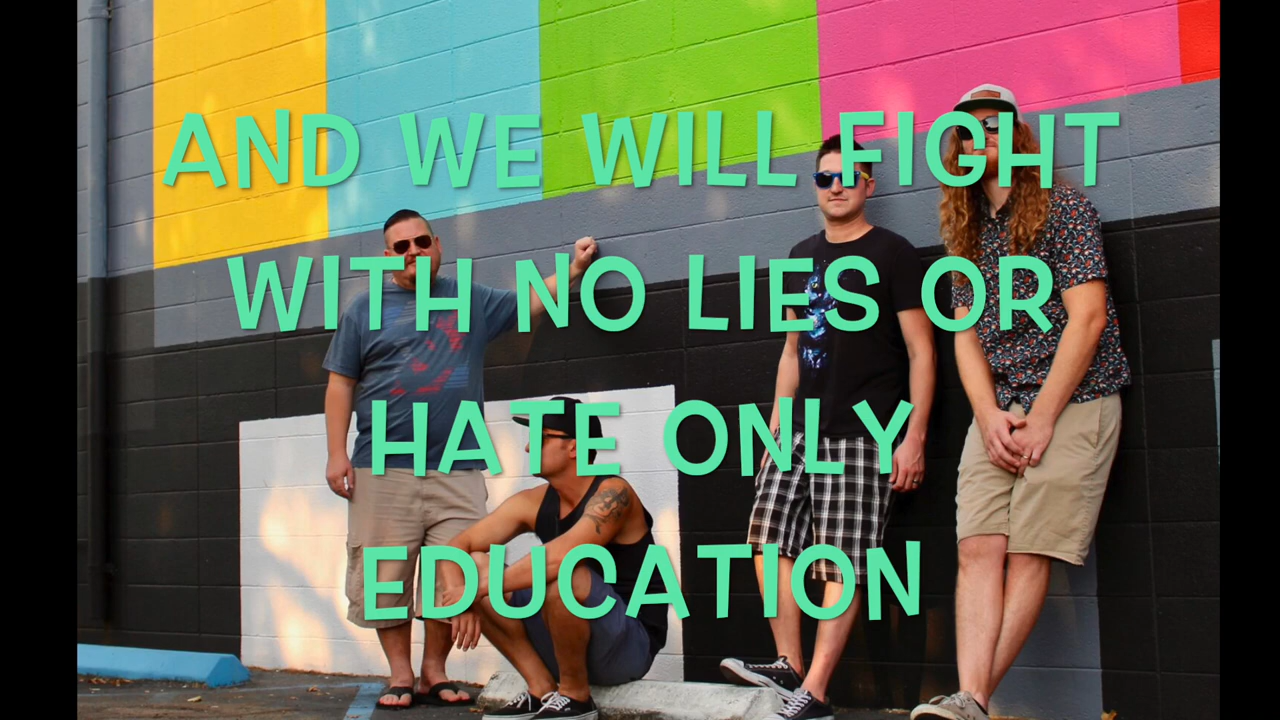 AND WE WILL FIGHT
WITH NO LIES OR
HATE ONLY
EDUCATION